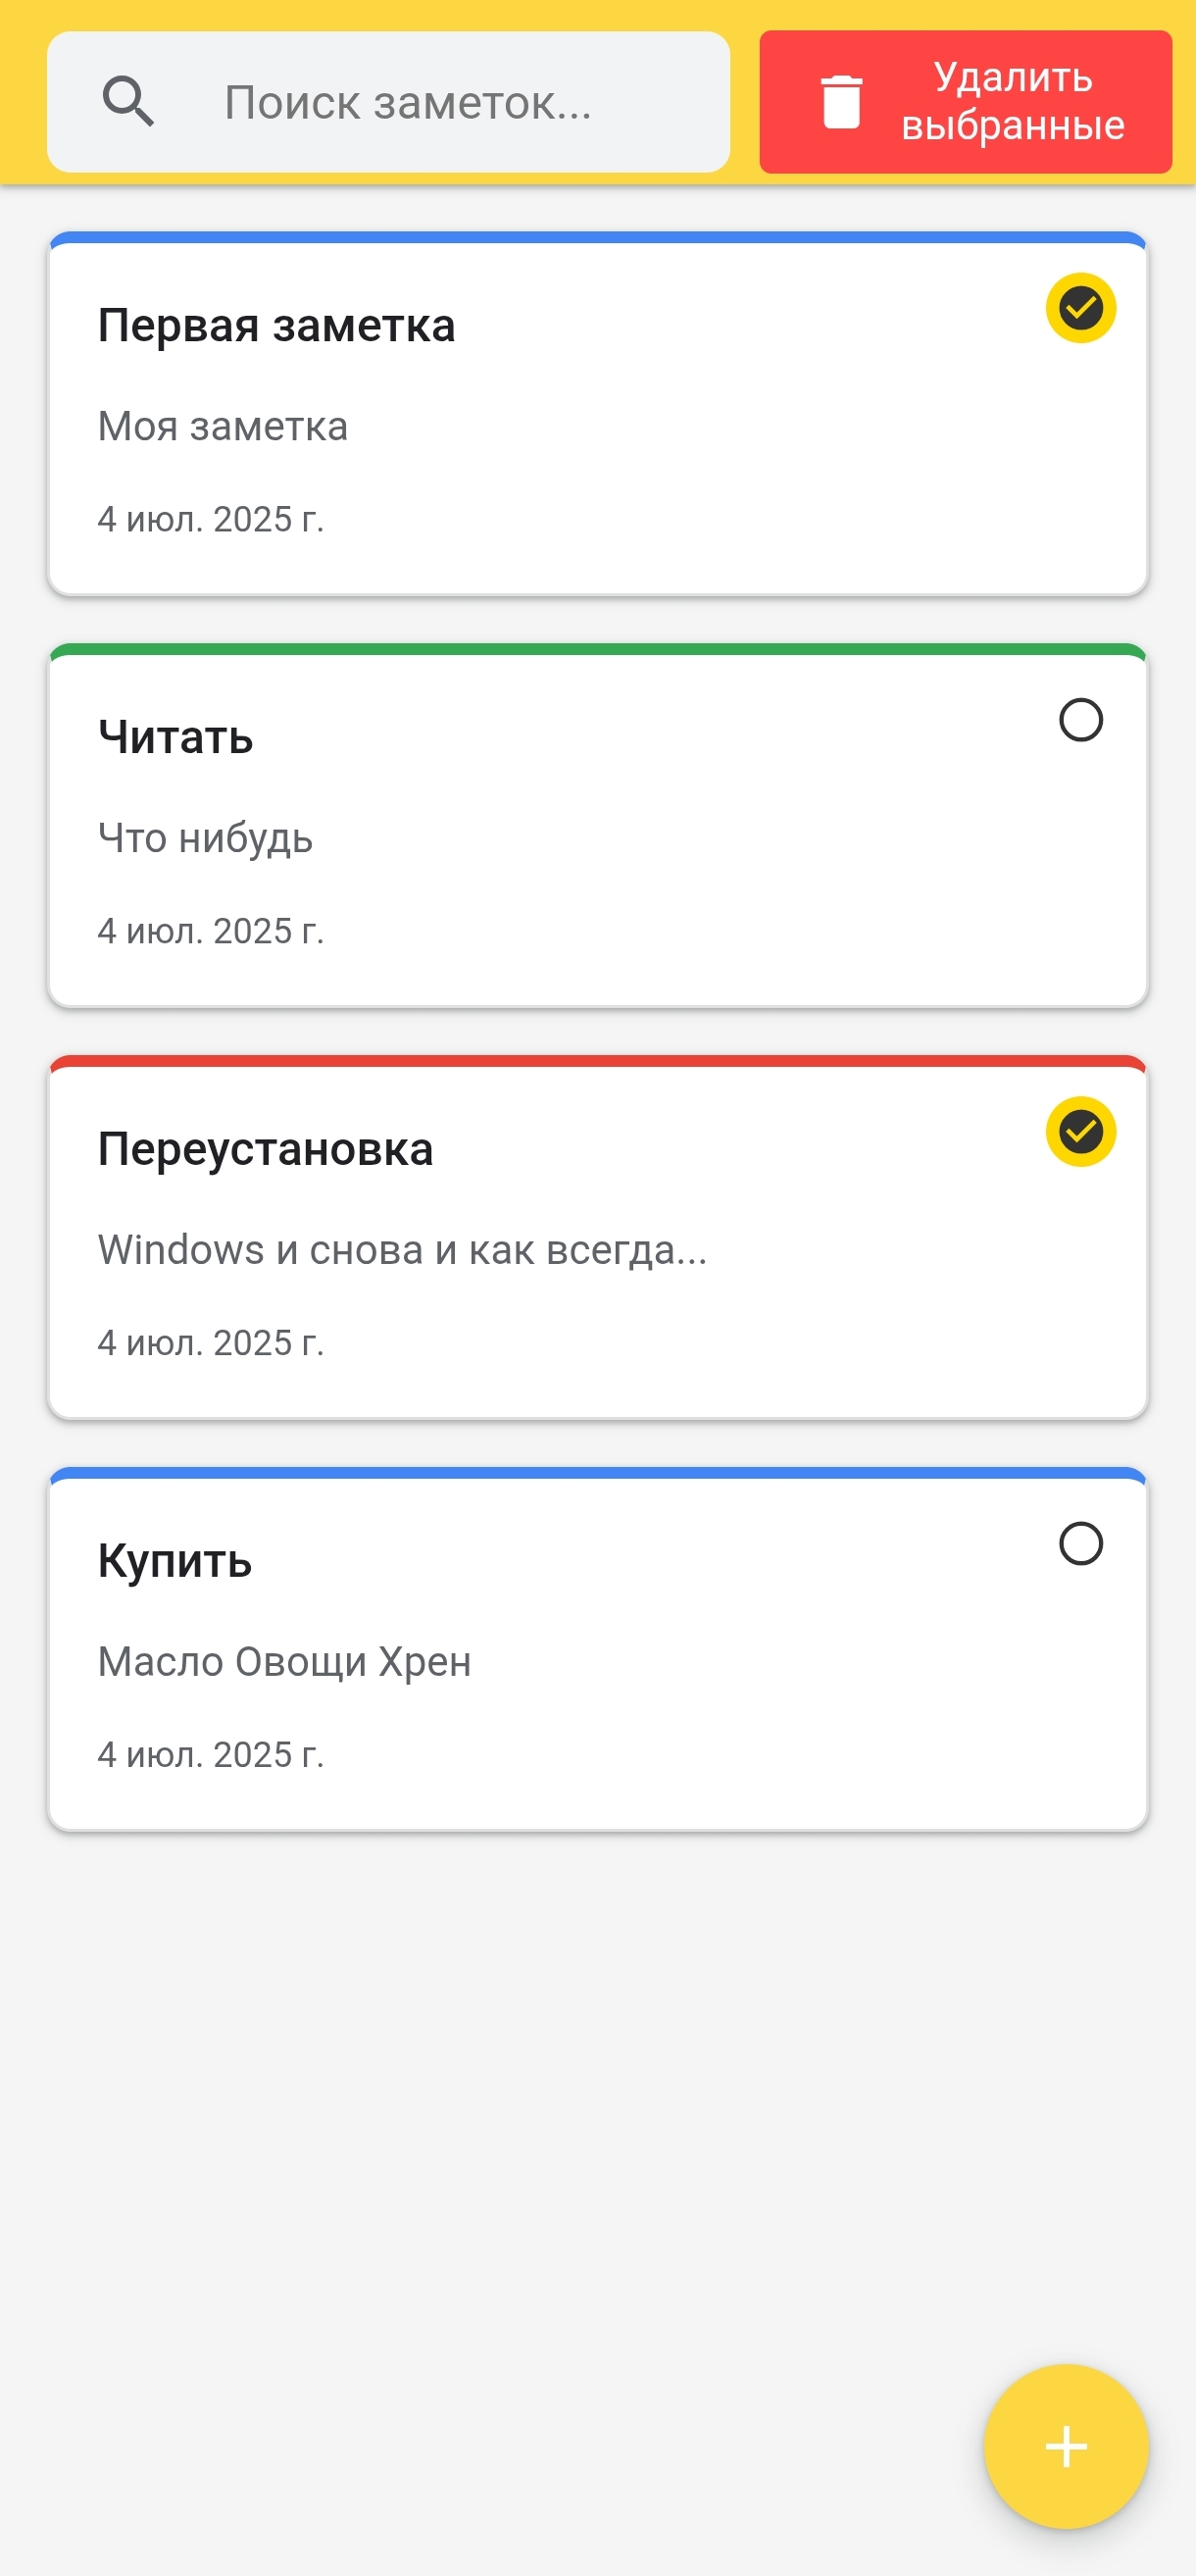 Поиск заметок...
Удалить
выбранные
Первая заметка
Моя заметка
4 июл. 2025 г.
Читать
Что нибудь
4 июл. 2025 г.
Переустановка
Windows и снова и как всегда...
4 июл. 2025 г.
Купить
Масло Овощи Хрен
4 июл. 2025 г.